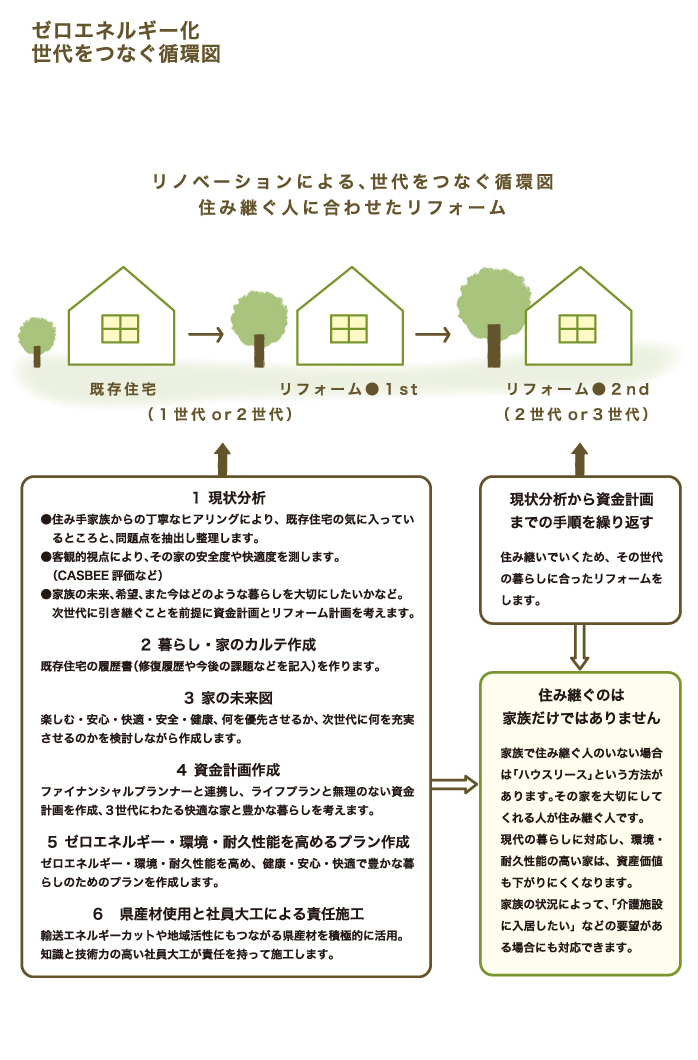 ゼロエネルギー化
世代をつなぐ循環図
リノベーションによる、世代をつなぐ循環図
住み継ぐ人に合わせたリフォーム
既存住宅
リフォーム●1st
リフォーム●2nd
（1世代or2世代）
（2世代or3世代）
1 現状分析
●住み手家族からの丁寧なヒアリングにより、既存住宅の気に入ってい
るところと、問題点を抽出し整理します。
●客観的視点により、その家の安全度や快適度を測します。
（CASBEE評価など）
●家族の未来、希望、また今はどのような暮らしを大切にしたいかなど。
次世代に引き継ぐことを前提に資金計画とリフォーム計画を考えます。
2 暮らし・家のカルテ作成
既存住宅の履歴書（修復履歴や今後の課題などを記入）を作ります。
3 家の未来図
楽しむ・安心・快適・安全・健康、何を優先させるか、次世代に何を充実
させるのかを検討しながら作成します。
4 資金計画作成
ファイナンシャルプランナーと連携し、ライフプランと無理のない資金
計画を作成、3世代にわたる快適な家と豊かな暮らしを考えます。
5 ゼロエネルギー・環境・耐久性能を高めるプラン作成
ゼロエネルギー・環境・耐久性能を高め、健康・安心・快適で豊かな暮
らしのためのプランを作成します。
6 県産材使用と社員大工による責任施工
輸送エネルギーカットや地域活性にもつながる県産材を積極的に活用。
知識と技術力の高い社員大工が責任を持って施工します。
現状分析から資金計画
までの手順を繰り返す
住み継いでいくため、その世代
の暮らしに合ったリフォームを
します。
住み継ぐのは
家族だけではありません
家族で住み継ぐ人のいない場合
は「ハウスリース」という方法が
あります。その家を大切にして
くれる人が住み継ぐ人です。
現代の暮らしに対応し、環境・
耐久性能の高い家は、資産価値
も下がりにくくなります。
家族の状況によって、「介護施設
に入居したい」などの要望があ
る場合にも対応できます。